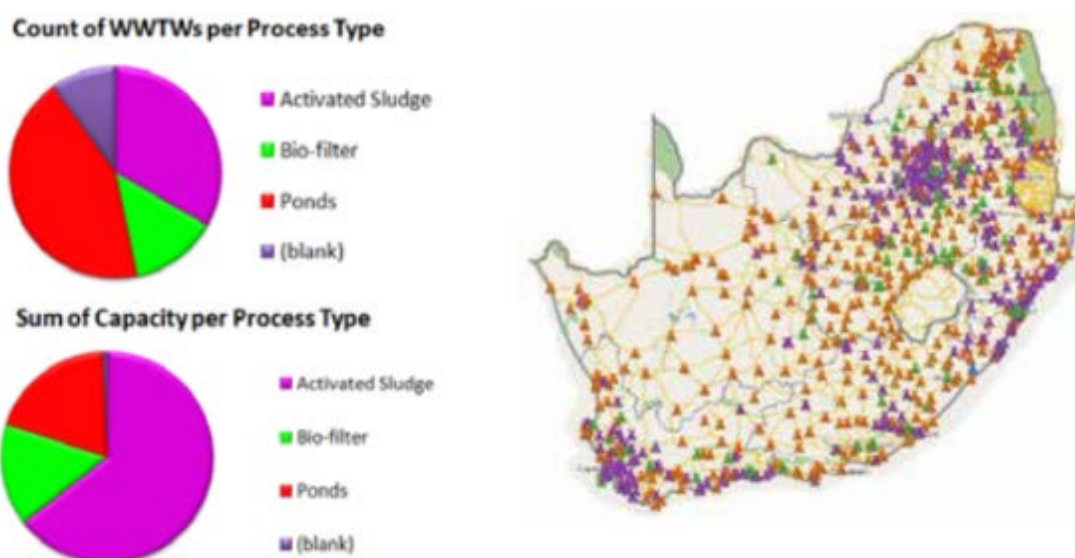 Count of WWTWs per Process Type
Activated Sludge
Bio-filter
Ponds
(blank)
Sum of Capacity per Process Type
Activated Sludge
Bio-filter
Ponds
(blank)